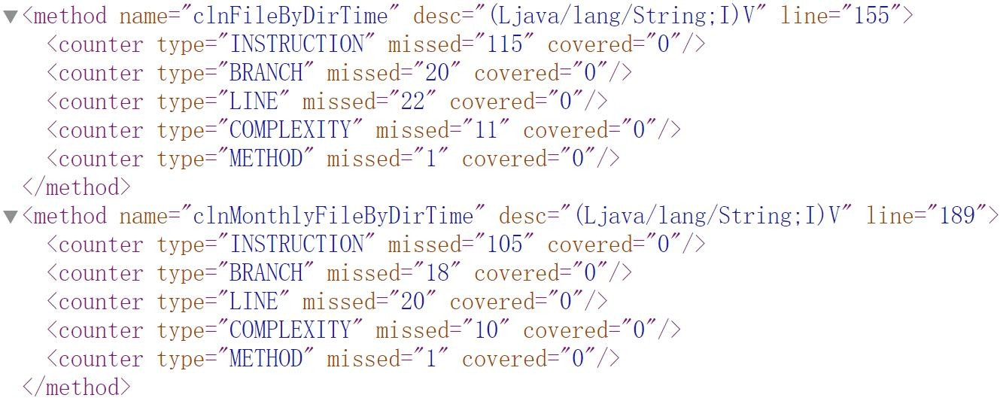 ▼<method name="clnFileByDirTime" desc="(Ljava/lang/String;I)V" line="155">
<counter type="INSTRUCTION" missed="115" covered="0"/>
<counter type="BRANCH" missed="20" covered="0"/>
<counter type="LINE" missed="22" covered="0"/>
<counter type="COMPLEXITY" missed="11" covered="0"/>
<counter type="METHOD" missed="1" covered="0"/>
</method>
▼<method name="clnMonthlyFileByDirTime" desc="(Ljava/lang/String;I)V" line="189">
<counter type="INSTRUCTION" missed="105" covered="0"/>
<counter type="BRANCH" missed="18" covered="0"/>
<counter type="LINE" missed="20" covered="0"/>
<counter type="COMPLEXITY" missed="10" covered="0"/>
<counter type="METHOD" missed="1" covered="0"/>
</method>